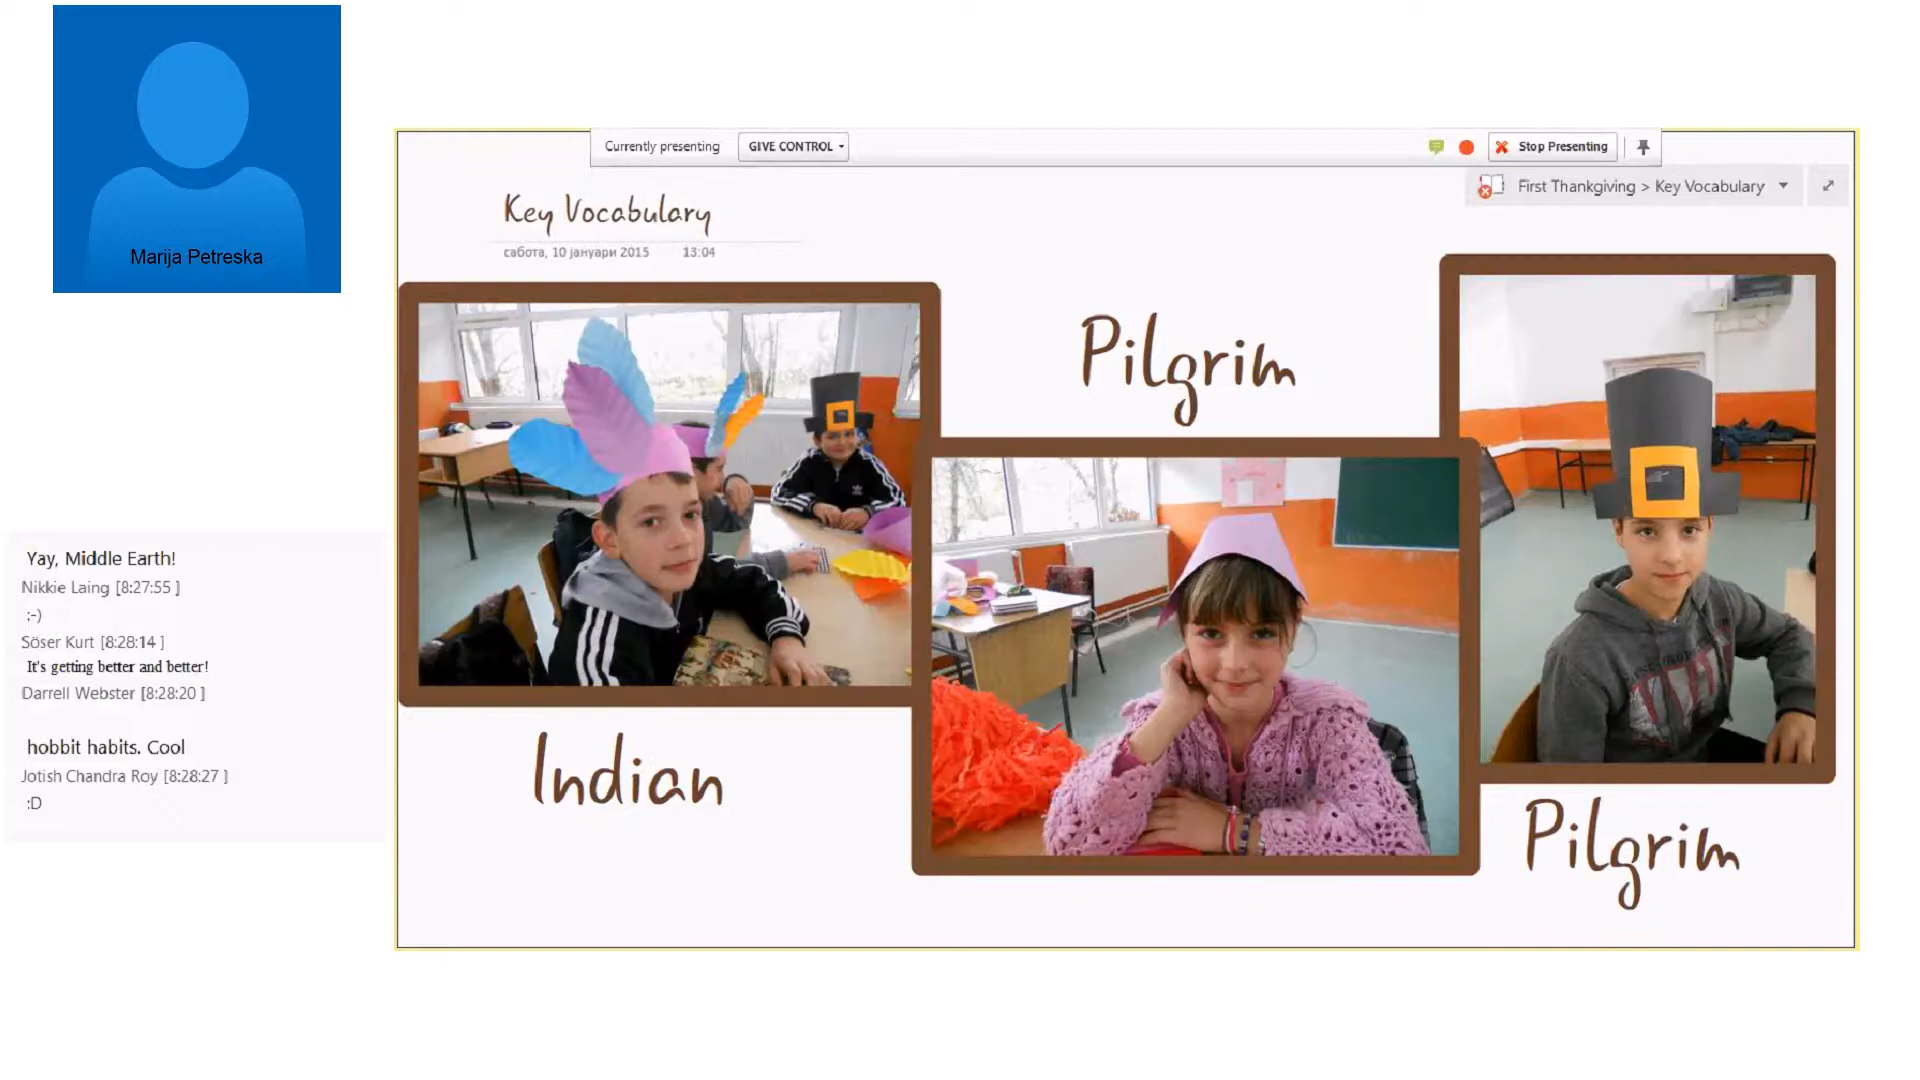 Marija Petreska
Yay, Middle Earth!
Nikkie Laing [8:27:55 ]
:-)
Söser Kurt [8:28:14 ]
It's getting better and better!
Darrell Webster [8:28:20 ]
hobbit habits. Cool
Jotish Chandra Roy [8:28:27 ]
:D
Currently presenting GIVE CONTROL
Stop Presenting
First Thankgiving > Key Vocabulary
Key Vocabulary
сабота, 10 јануари 2015 13:04
Pilgrim
Indian
Pilgrim